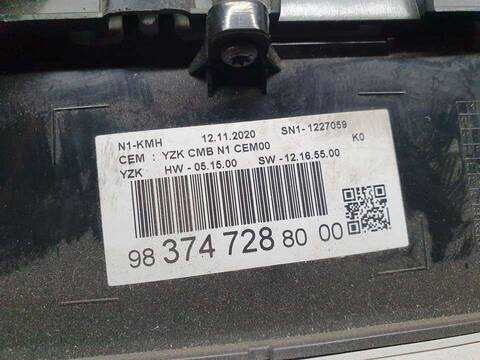 N1-KMH 12.11.2020 SN1-1227059
CEM : YZK CMB N1 CEM00 K0
YZK HW-05.15.00 SW-12.16.55.00
98 374 728 80 00